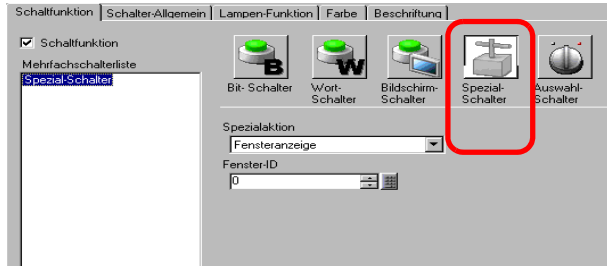 Schaltfunktion Schalter-Allgemein Lampen-Funktion Farbe Beschriftung
Schaltfunktion
Mehrfachschalterliste
Spezial-Schalter
B W
Bit- Schalter Wort-Schalter Bildschirm-Schalter Spezial-Schalter Auswahl-Schalter
Spezialaktion
Fensteranzeige
Fenster-ID
0